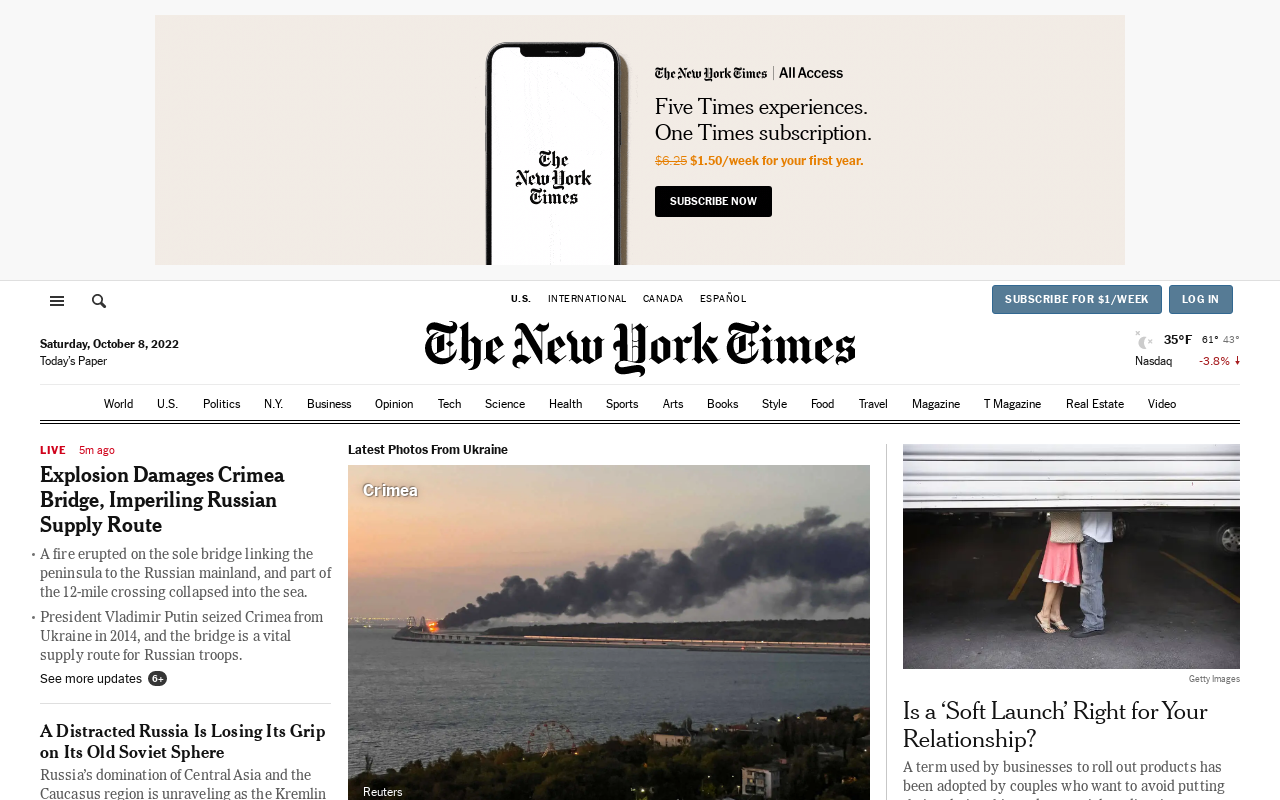 The New York Times | All Access
Five Times experiences.
One Times subscription.
$6.25 $1.50/week for your first year.
SUBSCRIBE NOW
The
New York
Times
U.S. INTERNATIONAL CANADA ESPAÑOL
SUBSCRIBE FOR $1/WEEK LOG IN
Saturday, October 8, 2022
Today's Paper
The New York Times
35°F 61° 43°
Nasdaq -3.8% ↓
World U.S. Politics N.Y. Business Opinion Tech Science Health Sports Arts Books Style Food Travel Magazine T Magazine Real Estate Video
LIVE 5m ago
Explosion Damages Crimea
Bridge, Imperiling Russian
Supply Route
• A fire erupted on the sole bridge linking the
peninsula to the Russian mainland, and part of
the 12-mile crossing collapsed into the sea.
• President Vladimir Putin seized Crimea from
Ukraine in 2014, and the bridge is a vital
supply route for Russian troops.
See more updates 6+
A Distracted Russia Is Losing Its Grip
on Its Old Soviet Sphere
Russia's domination of Central Asia and the
Caucasus region is unraveling as the Kremlin
Latest Photos From Ukraine
Crimea
Reuters
Getty Images
Is a ‘Soft Launch’ Right for Your
Relationship?
A term used by businesses to roll out products has
been adopted by couples who want to avoid putting